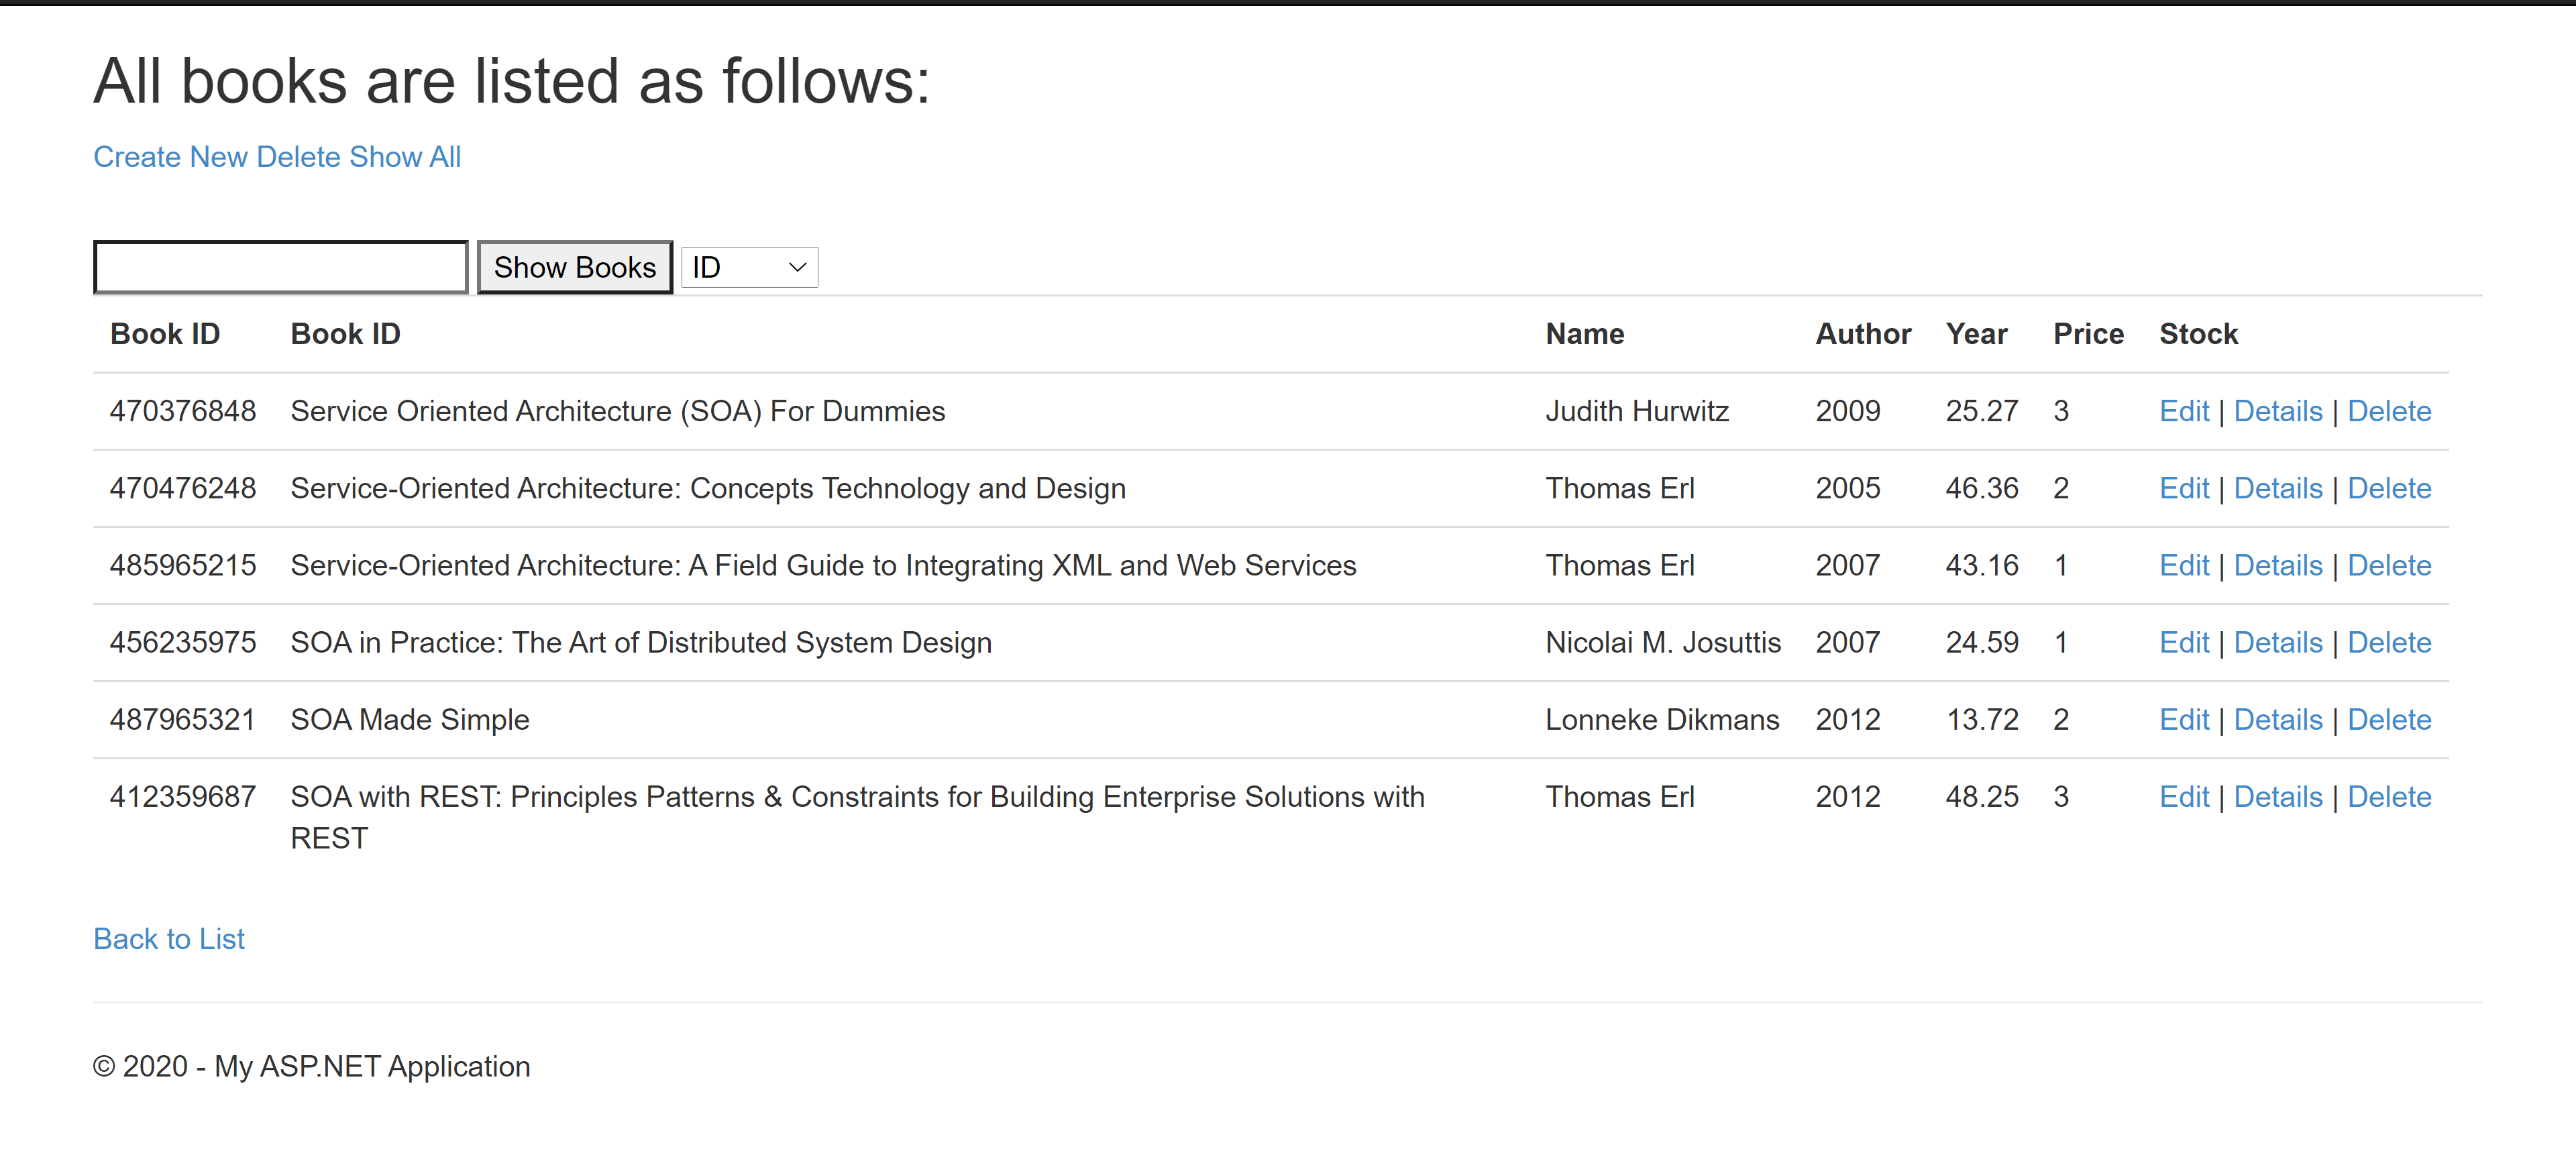 All books are listed as follows:
Create New Delete Show All
Show Books ID
Book ID Book ID Name Author Year Price Stock
470376848 Service Oriented Architecture (SOA) For Dummies Judith Hurwitz 2009 25.27 3 Edit | Details | Delete
470476248 Service-Oriented Architecture: Concepts Technology and Design Thomas Erl 2005 46.36 2 Edit | Details | Delete
485965215 Service-Oriented Architecture: A Field Guide to Integrating XML and Web Services Thomas Erl 2007 43.16 1 Edit | Details | Delete
456235975 SOA in Practice: The Art of Distributed System Design Nicolai M. Josuttis 2007 24.59 1 Edit | Details | Delete
487965321 SOA Made Simple Lonneke Dikmans 2012 13.72 2 Edit | Details | Delete
412359687 SOA with REST: Principles Patterns & Constraints for Building Enterprise Solutions with Thomas Erl 2012 48.25 3 Edit | Details | Delete
REST
Back to List
© 2020 - My ASP.NET Application